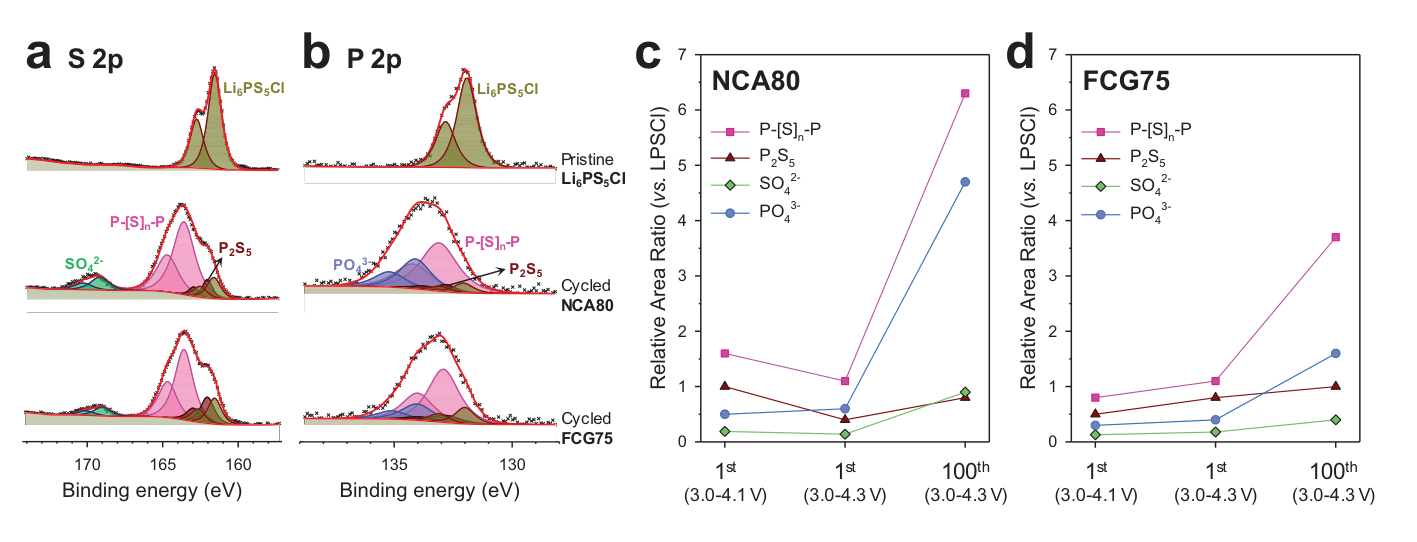 a S 2p
Li₆PS₅Cl
P-[S]ₙ-P
P₂S₅
SO₄²⁻
170 165 160
Binding energy (eV)
b P 2p
Li₆PS₅Cl
Pristine
Li₆PS₅Cl
P-[S]ₙ-P
PO₄³⁻
P₂S₅
Cycled
NCA80
Cycled
FCG75
135 130
Binding energy (eV)
c
NCA80
P-[S]ₙ-P
P₂S₅
SO₄²⁻
PO₄³⁻
Relative Area Ratio (vs. LPSCl)
7
6
5
4
3
2
1
0
1ˢᵗ 1ˢᵗ 100ᵗʰ
(3.0-4.1 V) (3.0-4.3 V) (3.0-4.3 V)
d
FCG75
P-[S]ₙ-P
P₂S₅
SO₄²⁻
PO₄³⁻
Relative Area Ratio (vs. LPSCl)
7
6
5
4
3
2
1
0
1ˢᵗ 1ˢᵗ 100ᵗʰ
(3.0-4.1 V) (3.0-4.3 V) (3.0-4.3 V)